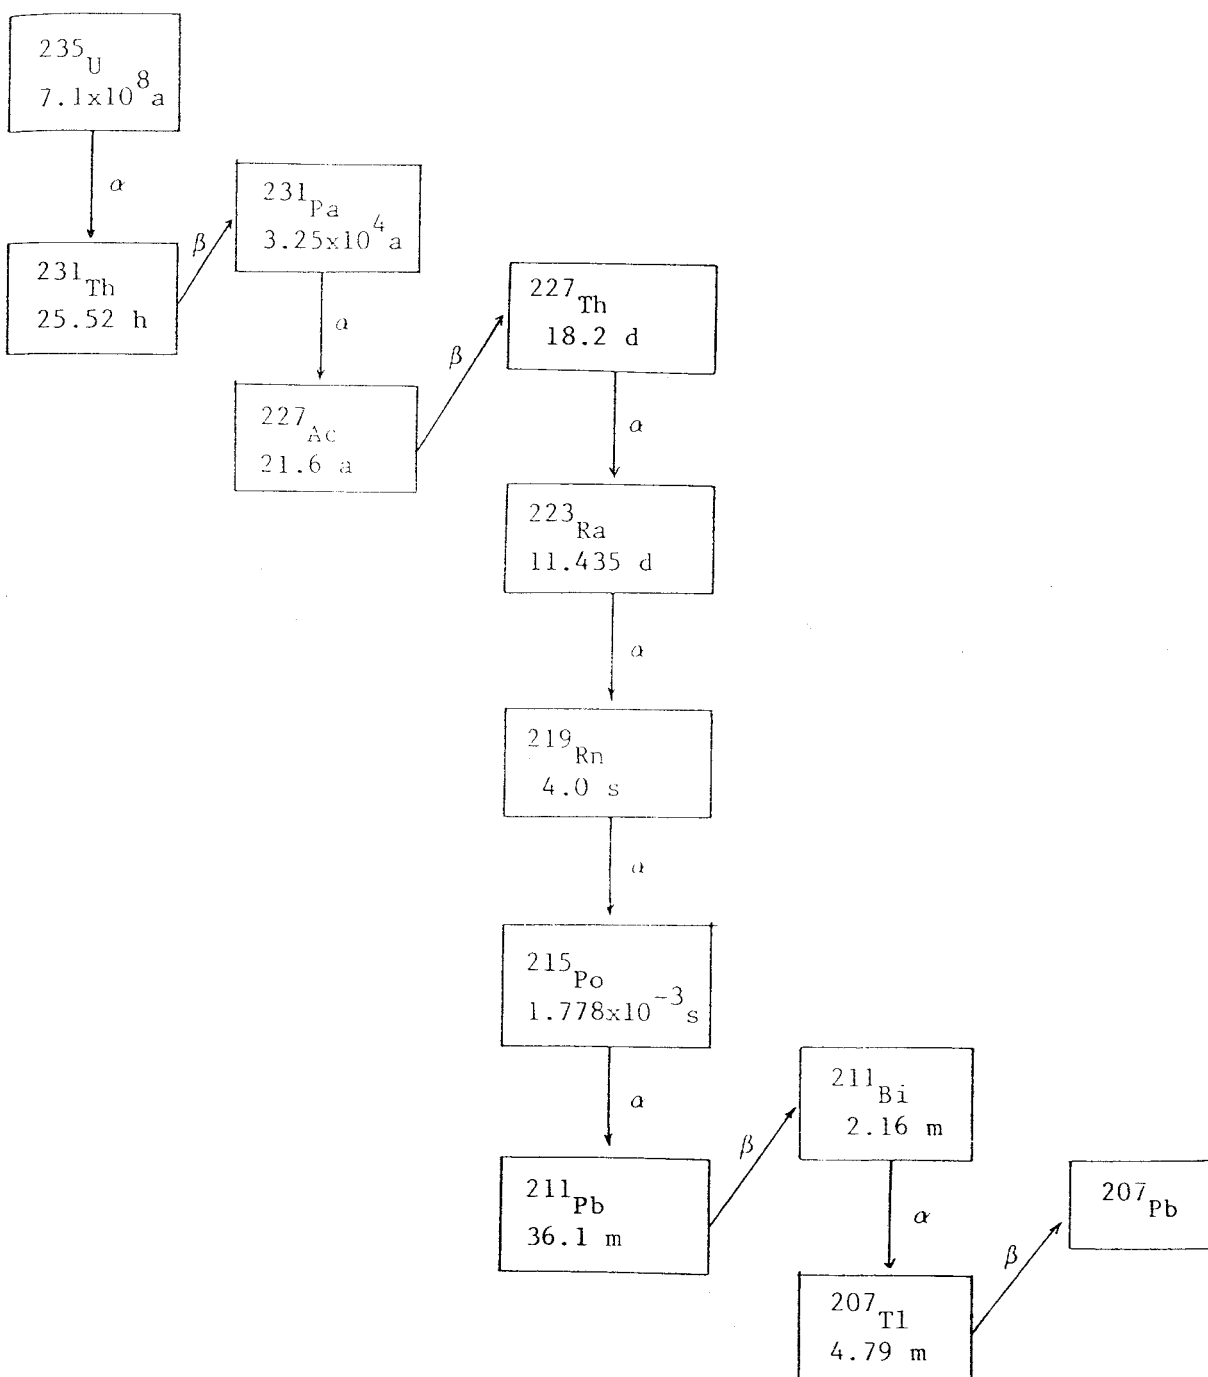 235U
7.1x10^8a
α
231Pa
3.25x10^4a
β
231Th
25.52 h
α
227Th
18.2 d
β
227Ac
21.6 a
α
223Ra
11.435 d
α
219Rn
4.0 s
α
215Po
1.778x10^-3s
α
211Bi
2.16 m
β
211Pb
36.1 m
α
207Pb
β
207Tl
4.79 m